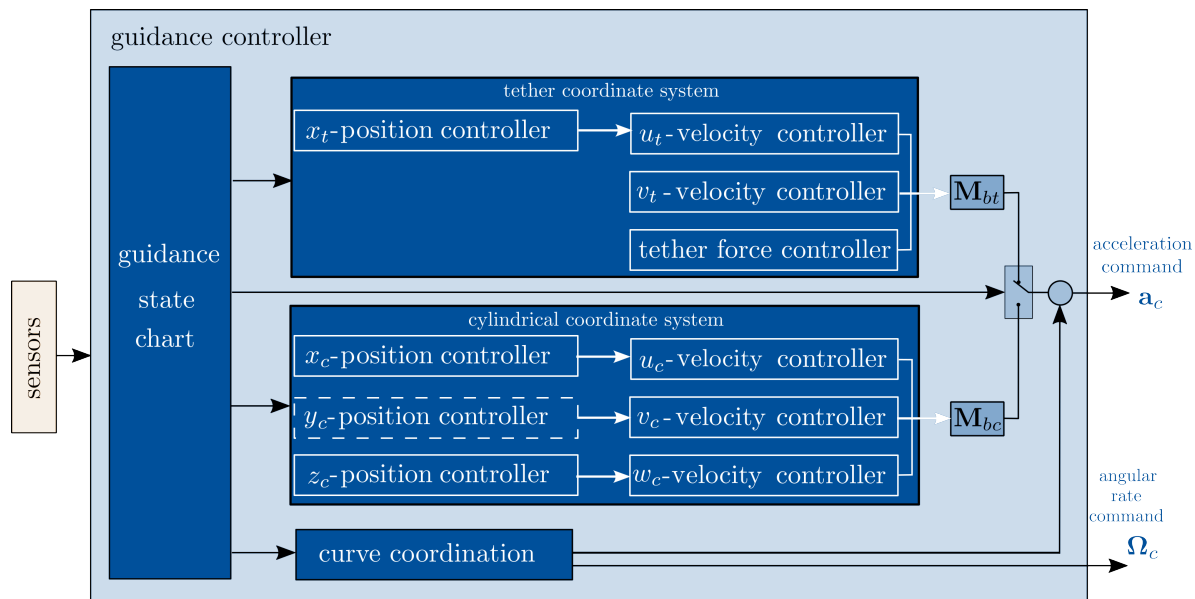 guidance controller
tether coordinate system
x_t-position controller
u_t-velocity controller
v_t-velocity controller
tether force controller
M_bt
guidance
state
chart
sensors
acceleration
command
a_c
cylindrical coordinate system
x_c-position controller
u_c-velocity controller
y_c-position controller
v_c-velocity controller
M_bc
z_c-position controller
w_c-velocity controller
angular
rate
command
Ω_c
curve coordination